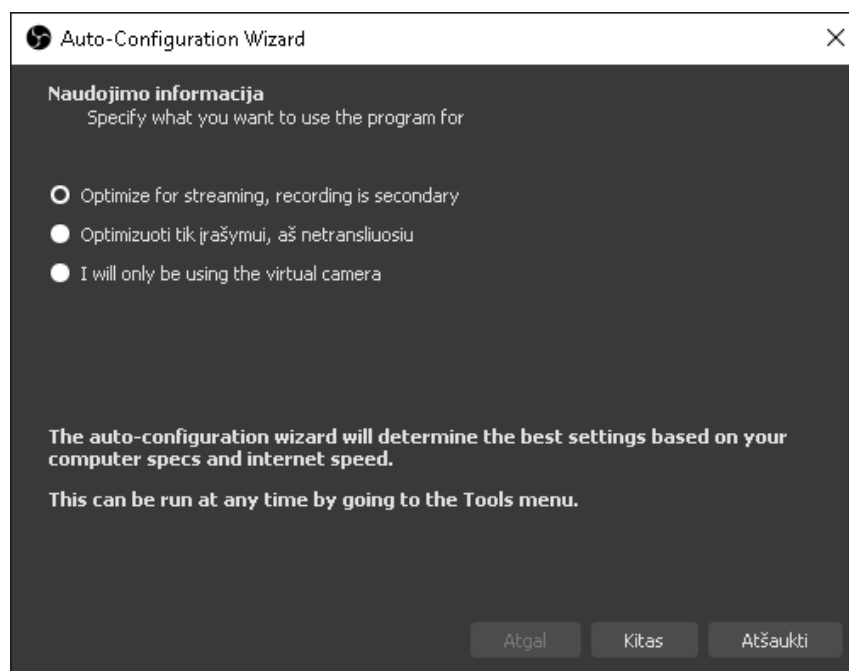 Auto-Configuration Wizard
Naudojimo informacija
Specify what you want to use the program for
Optimize for streaming, recording is secondary
Optimizuoti tik įrašymui, aš netransliuosiu
I will only be using the virtual camera
The auto-configuration wizard will determine the best settings based on your
computer specs and internet speed.
This can be run at any time by going to the Tools menu.
Atgal Kitas Atšaukti